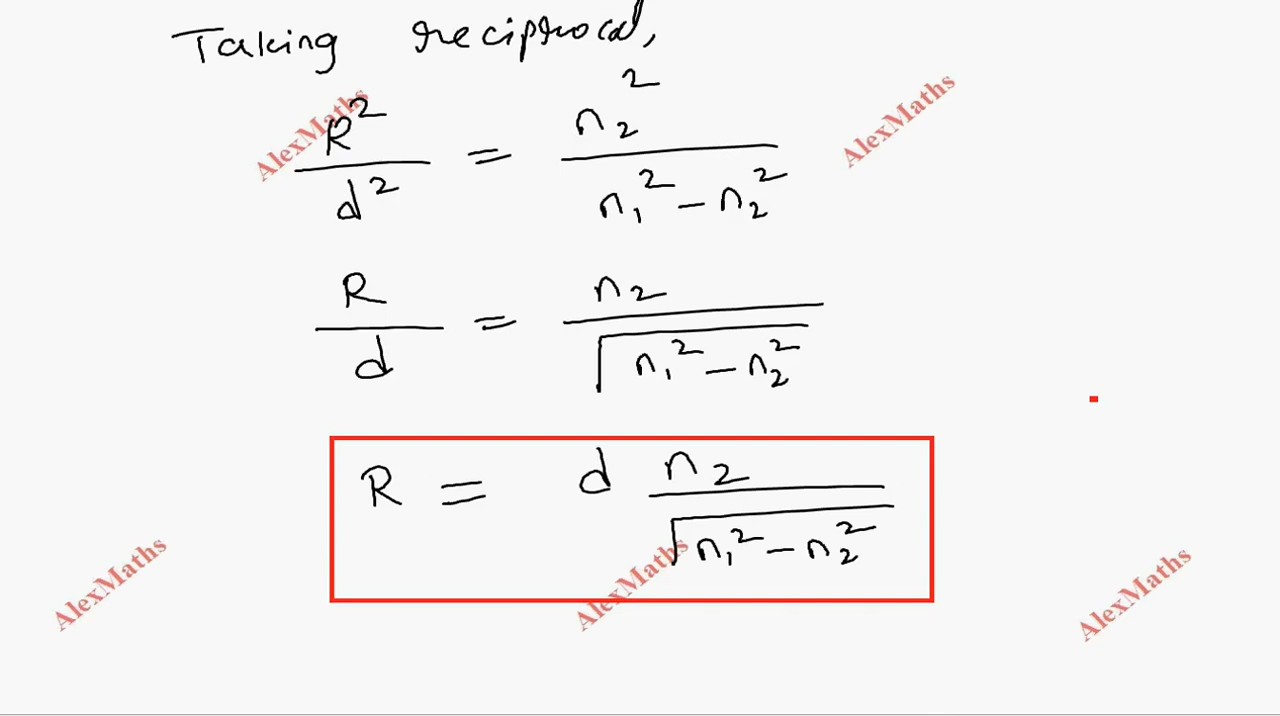 Taking reciprocal,
AlexMaths
AlexMaths
R²/d² = n₂²/(n₁² - n₂²)
R/d = n₂/√(n₁² - n₂²)
R = d n₂/√(n₁² - n₂²)
AlexMaths
AlexMaths
AlexMaths